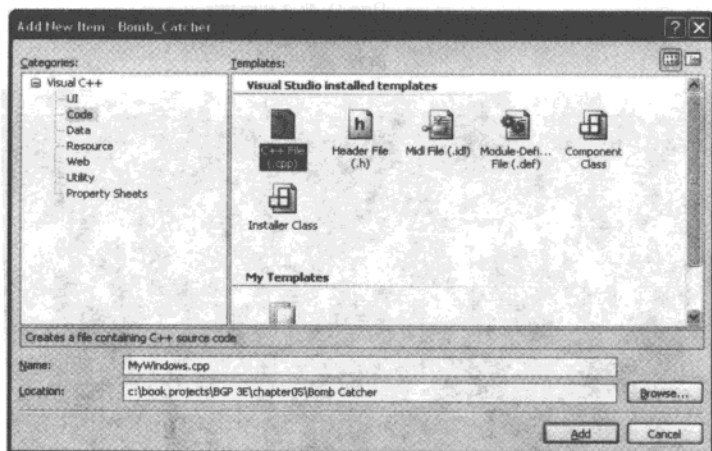 Add New Item - Bomb_Catcher
Categories:
Templates:
Visual C++
UI
Code
Data
Resource
Web
Utility
Property Sheets
Visual Studio installed templates
C++ File
(.cpp)
Header File
(.h)
Midl File (.idl)
Module-Defi...
File (.def)
Component
Class
Installer Class
My Templates
Creates a file containing C++ source code
Name:
MyWindows.cpp
Location:
c:\book projects\BGP 3E\chapter05\Bomb Catcher
Browse...
Add
Cancel